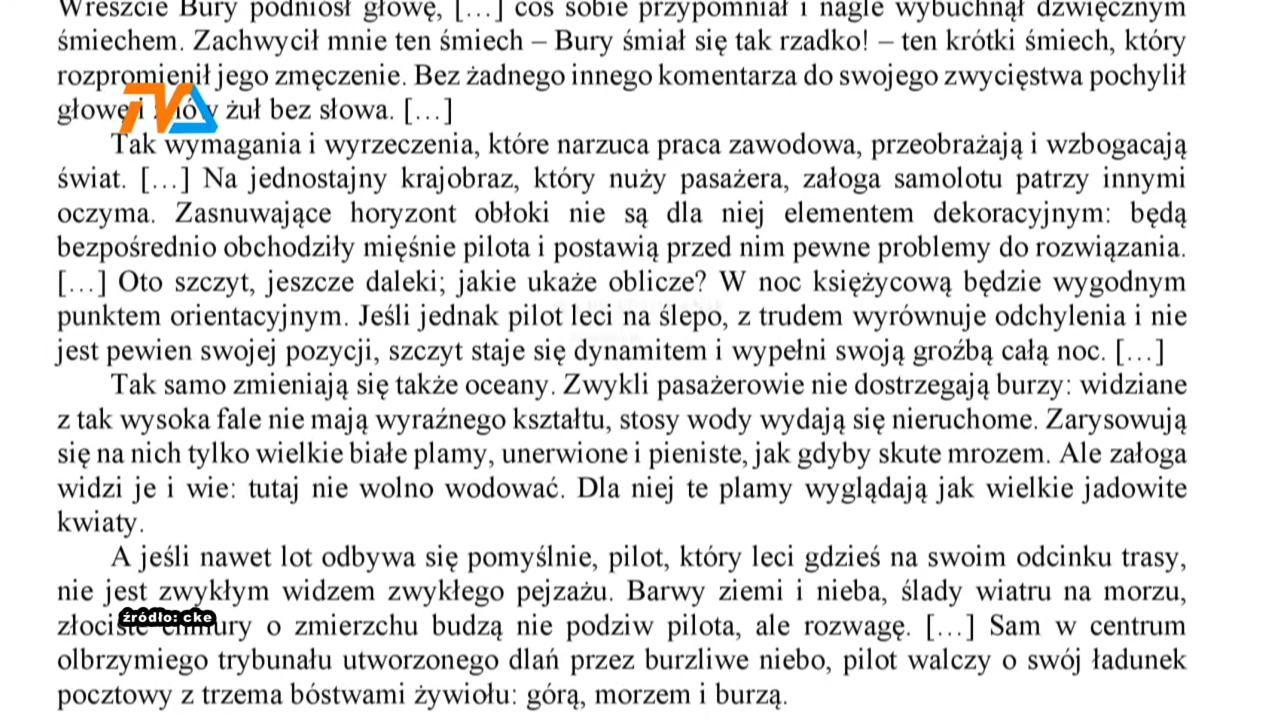 Wreszcie Bury podniósł głowę, […] coś sobie przypomniał i nagle wybuchnął dźwięcznym
śmiechem. Zachwycił mnie ten śmiech – Bury śmiał się tak rzadko! – ten krótki śmiech, który
rozpromienił jego zmęczenie. Bez żadnego innego komentarza do swojego zwycięstwa pochylił
głowę i żuł bez słowa. […]
Tak wymagania i wyrzeczenia, które narzuca praca zawodowa, przeobrażają i wzbogacają
świat. […] Na jednostajny krajobraz, który nuży pasażera, załoga samolotu patrzy innymi
oczyma. Zasnuwające horyzont obłoki nie są dla niej elementem dekoracyjnym: będą
bezpośrednio obchodziły mięśnie pilota i postawią przed nim pewne problemy do rozwiązania.
[…] Oto szczyt, jeszcze daleki; jakie ukaże oblicze? W noc księżycową będzie wygodnym
punktem orientacyjnym. Jeśli jednak pilot leci na ślepo, z trudem wyrównuje odchylenia i nie
jest pewien swojej pozycji, szczyt staje się dynamitem i wypełni swoją groźbą całą noc. […]
Tak samo zmieniają się także oceany. Zwykli pasażerowie nie dostrzegają burzy: widziane
z tak wysoka fale nie mają wyraźnego kształtu, stosy wody wydają się nieruchome. Zarysowują
się na nich tylko wielkie białe plamy, unerwione i pieniste, jak gdyby skute mrozem. Ale załoga
widzi je i wie: tutaj nie wolno wodować. Dla niej te plamy wyglądają jak wielkie jadowite
kwiaty.
A jeśli nawet lot odbywa się pomyślnie, pilot, który leci gdzieś na swoim odcinku trasy,
nie jest zwykłym widzem zwykłego pejzażu. Barwy ziemi i nieba, ślady wiatru na morzu,
źródło: cke
złociste chmury o zmierzchu budzą nie podziw pilota, ale rozwagę. […] Sam w centrum
olbrzymiego trybunału utworzonego dlań przez burzliwe niebo, pilot walczy o swój ładunek
pocztowy z trzema bóstwami żywiołu: górą, morzem i burzą.